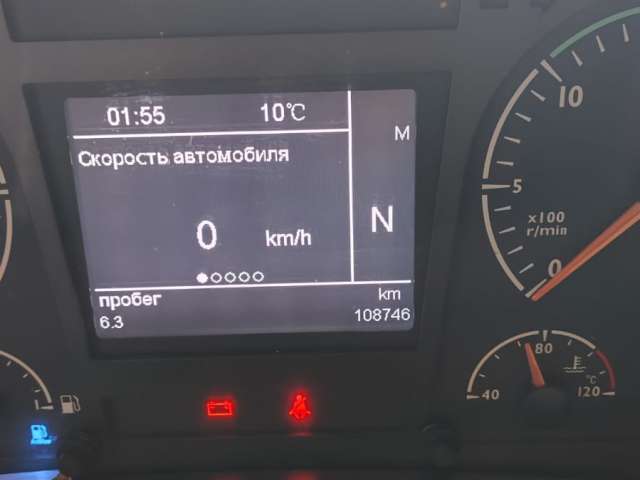 01:55 10℃
M
Скорость автомобиля
0 km/h
N
пробег km
6.3 108746
10
5
x100
r/min
0
80
40 °C 120
1